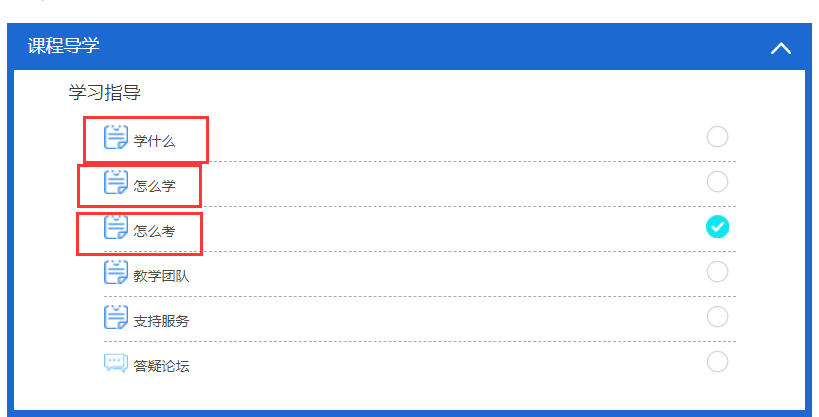 课程导学
学习指导
学什么
怎么学
怎么考
教学团队
支持服务
答疑论坛